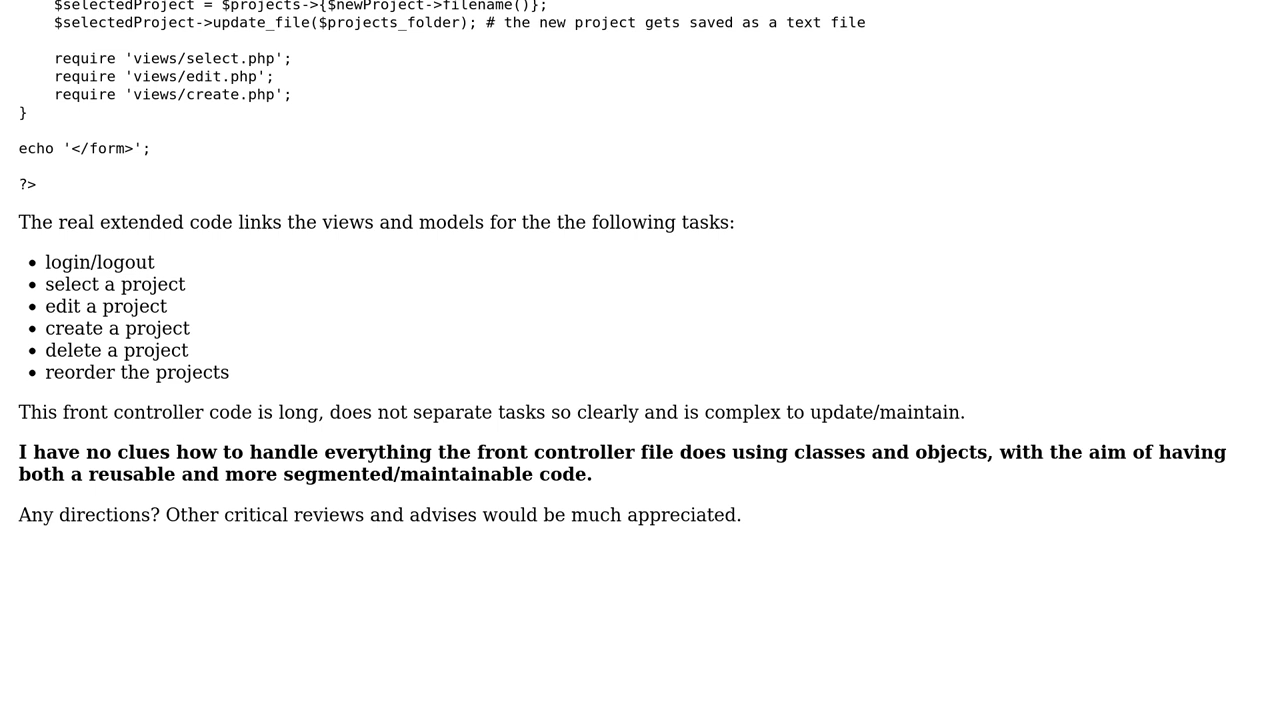 $selectedProject = $projects->{$newProject->filename()};
$selectedProject->update_file($projects_folder); # the new project gets saved as a text file
require 'views/select.php';
require 'views/edit.php';
require 'views/create.php';
}
echo '</form>';
?>
The real extended code links the views and models for the the following tasks:
• login/logout
• select a project
• edit a project
• create a project
• delete a project
• reorder the projects
This front controller code is long, does not separate tasks so clearly and is complex to update/maintain.
I have no clues how to handle everything the front controller file does using classes and objects, with the aim of having
both a reusable and more segmented/maintainable code.
Any directions? Other critical reviews and advises would be much appreciated.